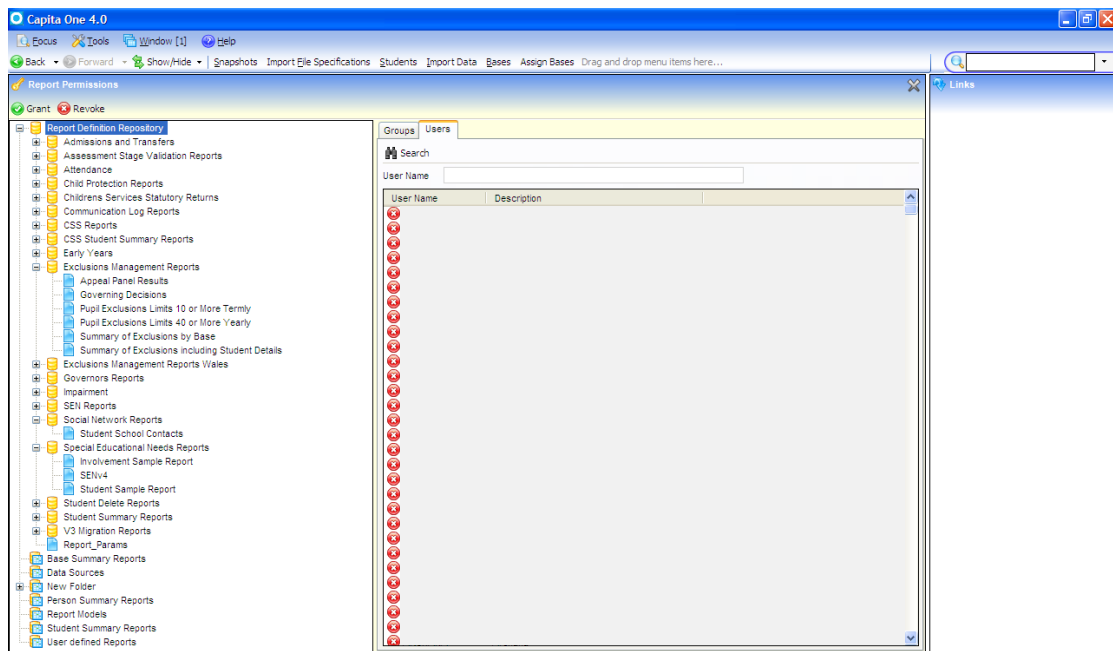 Capita One 4.0
Focus Tools Window [1] Help
Back Forward Show/Hide Snapshots Import File Specifications Students Import Data Bases Assign Bases Drag and drop menu items here...
Report Permissions
Links
Grant Revoke
Report Definition Repository
Admissions and Transfers
Assessment Stage Validation Reports
Attendance
Child Protection Reports
Childrens Services Statutory Returns
Communication Log Reports
CSS Reports
CSS Student Summary Reports
Early Years
Exclusions Management Reports
Appeal Panel Results
Governing Decisions
Pupil Exclusions Limits 10 or More Termly
Pupil Exclusions Limits 40 or More Yearly
Summary of Exclusions by Base
Summary of Exclusions including Student Details
Exclusions Management Reports Wales
Governors Reports
Impairment
SEN Reports
Social Network Reports
Student School Contacts
Special Educational Needs Reports
Involvement Sample Report
SENv4
Student Sample Report
Student Delete Reports
Student Summary Reports
V3 Migration Reports
Report_Params
Base Summary Reports
Data Sources
New Folder
Person Summary Reports
Report Models
Student Summary Reports
User defined Reports
Groups Users
Search
User Name
User Name Description